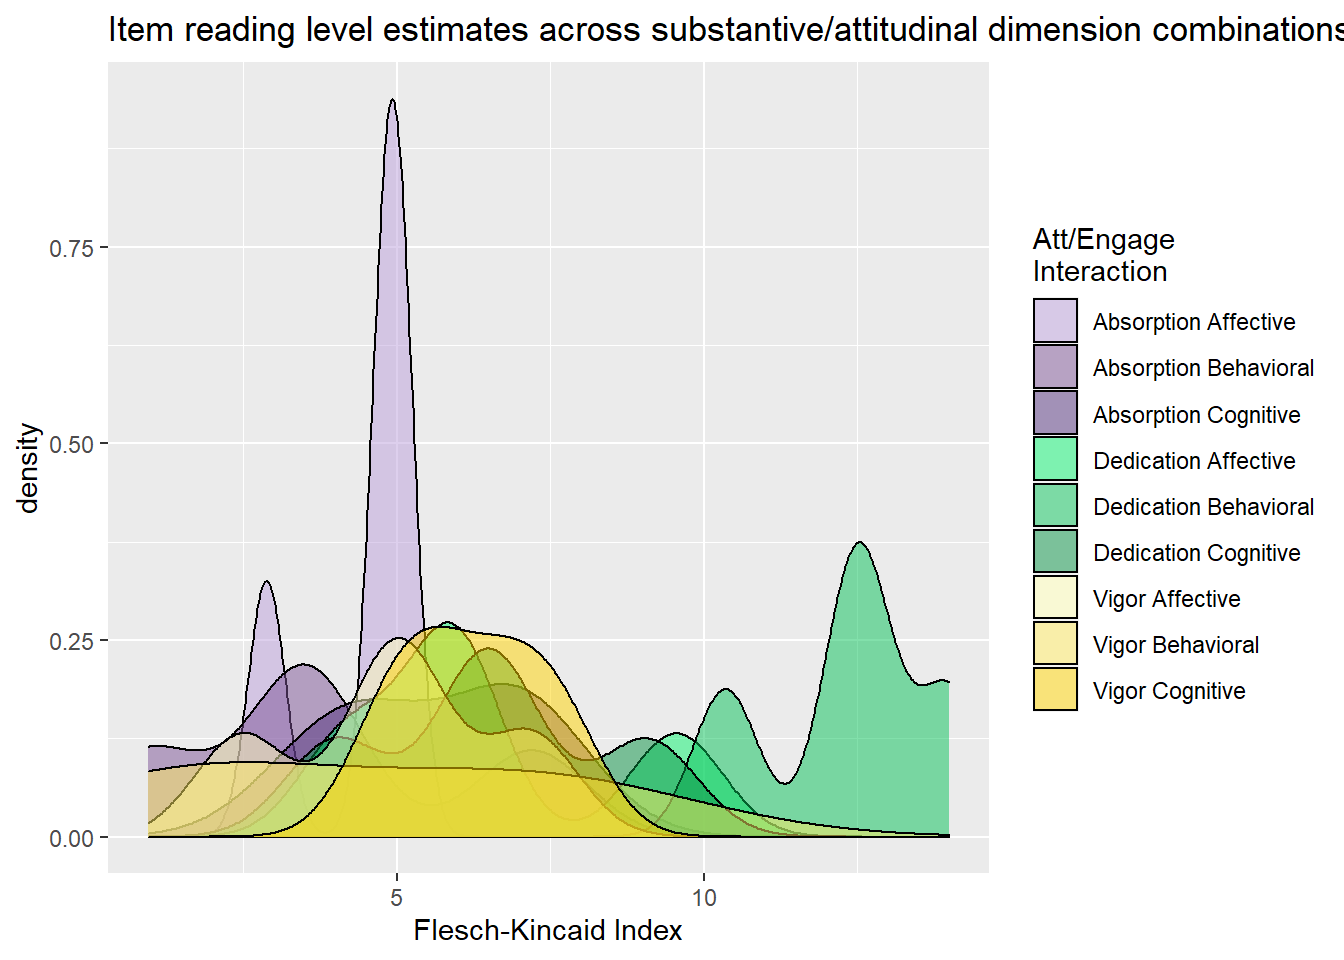 Item reading level estimates across substantive/attitudinal dimension combinations
density
0.75
0.50
0.25
0.00
5
10
Flesch-Kincaid Index
Att/Engage
Interaction
Absorption Affective
Absorption Behavioral
Absorption Cognitive
Dedication Affective
Dedication Behavioral
Dedication Cognitive
Vigor Affective
Vigor Behavioral
Vigor Cognitive